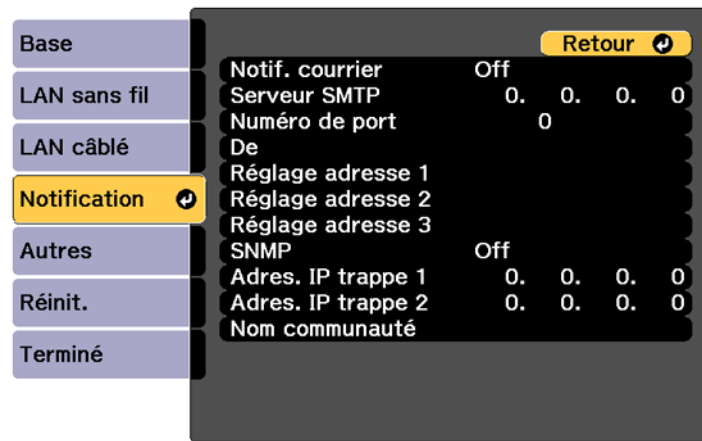 Base
LAN sans fil
LAN câblé
Notification
Autres
Réinit.
Terminé
Retour
Notif. courrier Off
Serveur SMTP 0. 0. 0. 0
Numéro de port 0
De
Réglage adresse 1
Réglage adresse 2
Réglage adresse 3
SNMP Off
Adres. IP trappe 1 0. 0. 0. 0
Adres. IP trappe 2 0. 0. 0. 0
Nom communauté